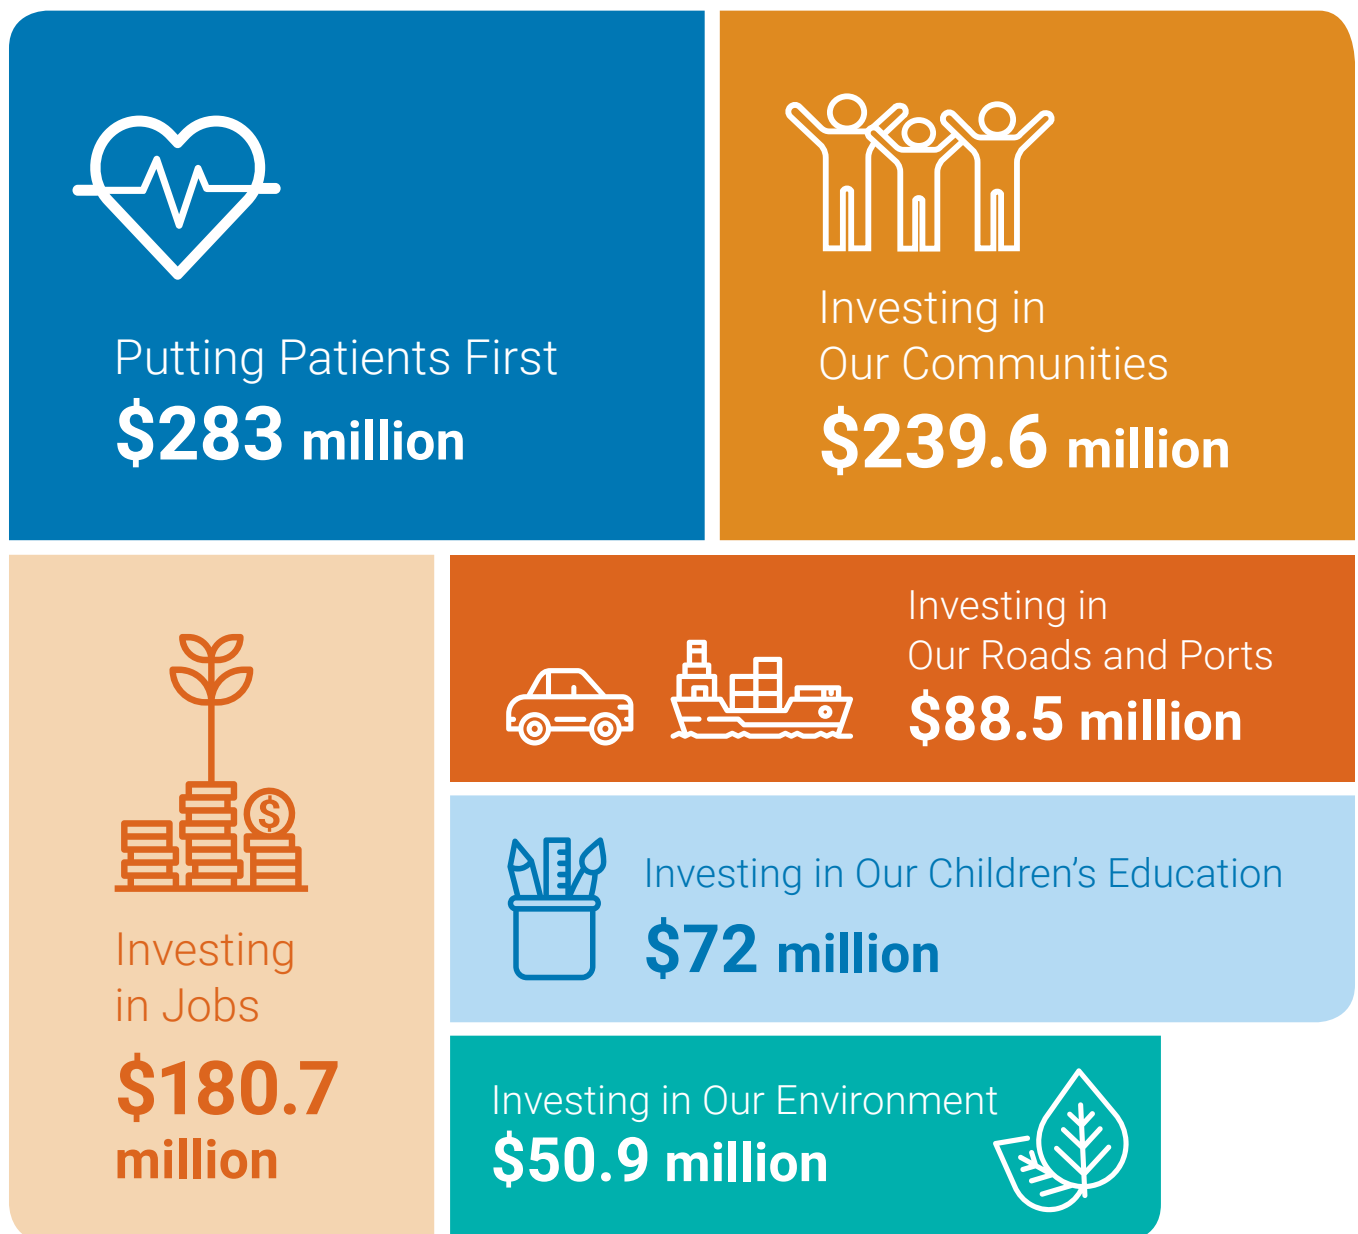 Putting Patients First
$283 million
Investing in
Our Communities
$239.6 million
Investing in
Our Roads and Ports
$88.5 million
$
Investing
in Jobs
$180.7
million
Investing in Our Children's Education
$72 million
Investing in Our Environment
$50.9 million